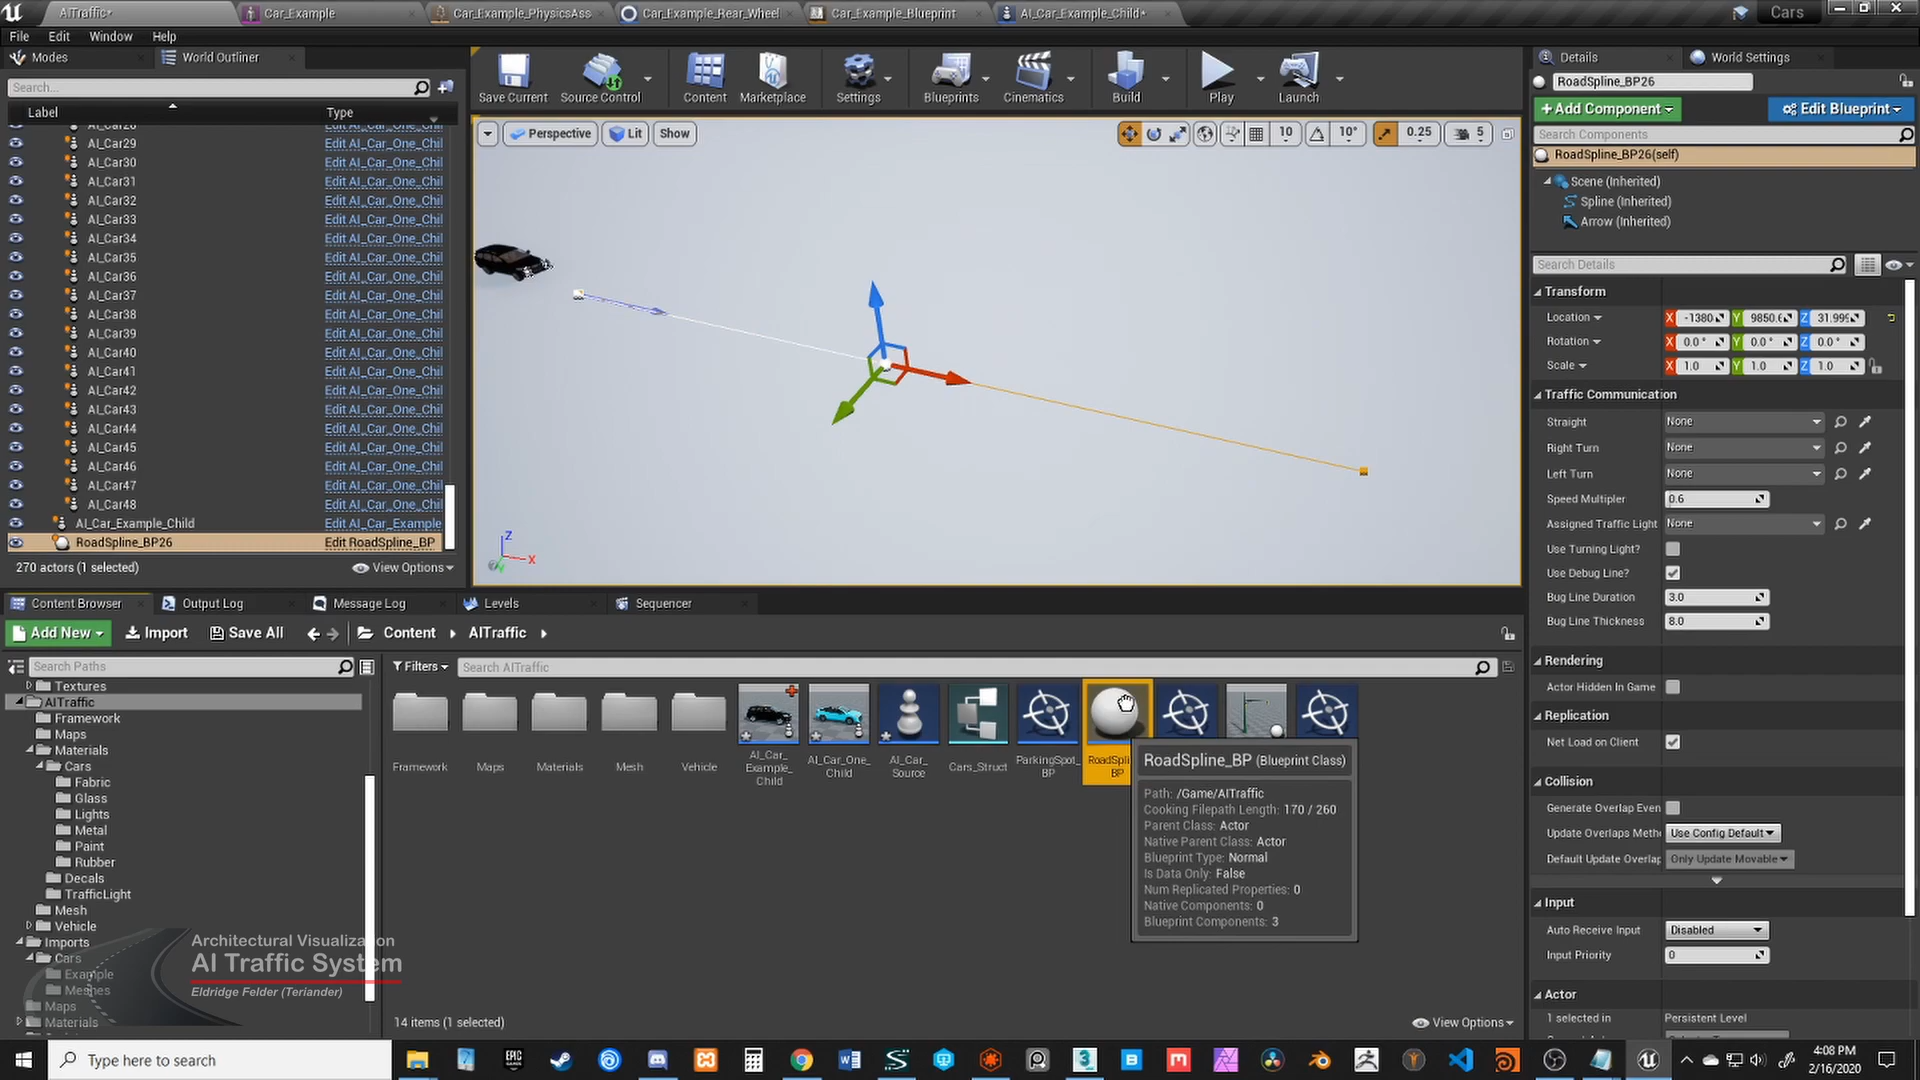 AITraffic*
Car_Example
Car_Example_PhysicsAss
Car_Example_Rear_Wheel
Car_Example_Blueprint
AI_Car_Example_Child*
Cars
File Edit Window Help
Modes
World Outliner
Search...
Label
Type
AI_Car29 Edit AI_Car_One_Chil
AI_Car30 Edit AI_Car_One_Chil
AI_Car31 Edit AI_Car_One_Chil
AI_Car32 Edit AI_Car_One_Chil
AI_Car33 Edit AI_Car_One_Chil
AI_Car34 Edit AI_Car_One_Chil
AI_Car35 Edit AI_Car_One_Chil
AI_Car36 Edit AI_Car_One_Chil
AI_Car37 Edit AI_Car_One_Chil
AI_Car38 Edit AI_Car_One_Chil
AI_Car39 Edit AI_Car_One_Chil
AI_Car40 Edit AI_Car_One_Chil
AI_Car41 Edit AI_Car_One_Chil
AI_Car42 Edit AI_Car_One_Chil
AI_Car43 Edit AI_Car_One_Chil
AI_Car44 Edit AI_Car_One_Chil
AI_Car45 Edit AI_Car_One_Chil
AI_Car46 Edit AI_Car_One_Chil
AI_Car47 Edit AI_Car_One_Chil
AI_Car48 Edit AI_Car_One_Chil
AI_Car_Example_Child Edit AI_Car_Example
RoadSpline_BP26 Edit RoadSpline_BP
270 actors (1 selected)
View Options
Save Current
Source Control
Content
Marketplace
Settings
Blueprints
Cinematics
Build
Play
Launch
Perspective
Lit
Show
10
10°
0.25
5
Z
X
Y
Details
World Settings
RoadSpline_BP26
+ Add Component
Edit Blueprint
Search Components
RoadSpline_BP26(self)
Scene (Inherited)
Spline (Inherited)
Arrow (Inherited)
Search Details
Transform
Location X -1380 Y 9850.6 Z 31.999
Rotation X 0.0° Y 0.0° Z 0.0°
Scale X 1.0 Y 1.0 Z 1.0
Traffic Communication
Straight None
Right Turn None
Left Turn None
Speed Multipler 0.6
Assigned Traffic Light None
Use Turning Light?
Use Debug Line?
Bug Line Duration 3.0
Bug Line Thickness 8.0
Rendering
Actor Hidden In Game
Replication
Net Load on Client
Collision
Generate Overlap Even
Update Overlaps Meth Use Config Default
Default Update Overlap Only Update Movable
Input
Auto Receive Input Disabled
Input Priority 0
Actor
1 selected in Persistent Level
Content Browser
Output Log
Message Log
Levels
Sequencer
Add New
Import
Save All
Content
AITraffic
Search Paths
Filters
Search AITraffic
Textures
AITraffic
Framework
Maps
Materials
Cars
Fabric
Glass
Lights
Metal
Paint
Rubber
Decals
TrafficLight
Mesh
Vehicle
Imports
Cars
Example
Meshes
Maps
Materials
Framework
Maps
Materials
Mesh
Vehicle
AI_Car_
Example_
Child
AI_Car_One_
Child
AI_Car_
Source
Cars_Struct
ParkingSpot_
BP
RoadSpli
BP
RoadSpline_BP (Blueprint Class)
Path: /Game/AITraffic
Cooking Filepath Length: 170 / 260
Parent Class: Actor
Native Parent Class: Actor
Blueprint Type: Normal
Is Data Only: False
Num Replicated Properties: 0
Native Components: 0
Blueprint Components: 3
14 items (1 selected)
View Options
Architectural Visualization
AI Traffic System
Eldridge Felder (Teriander)
Type here to search
EPIC
4:08 PM
2/16/2020